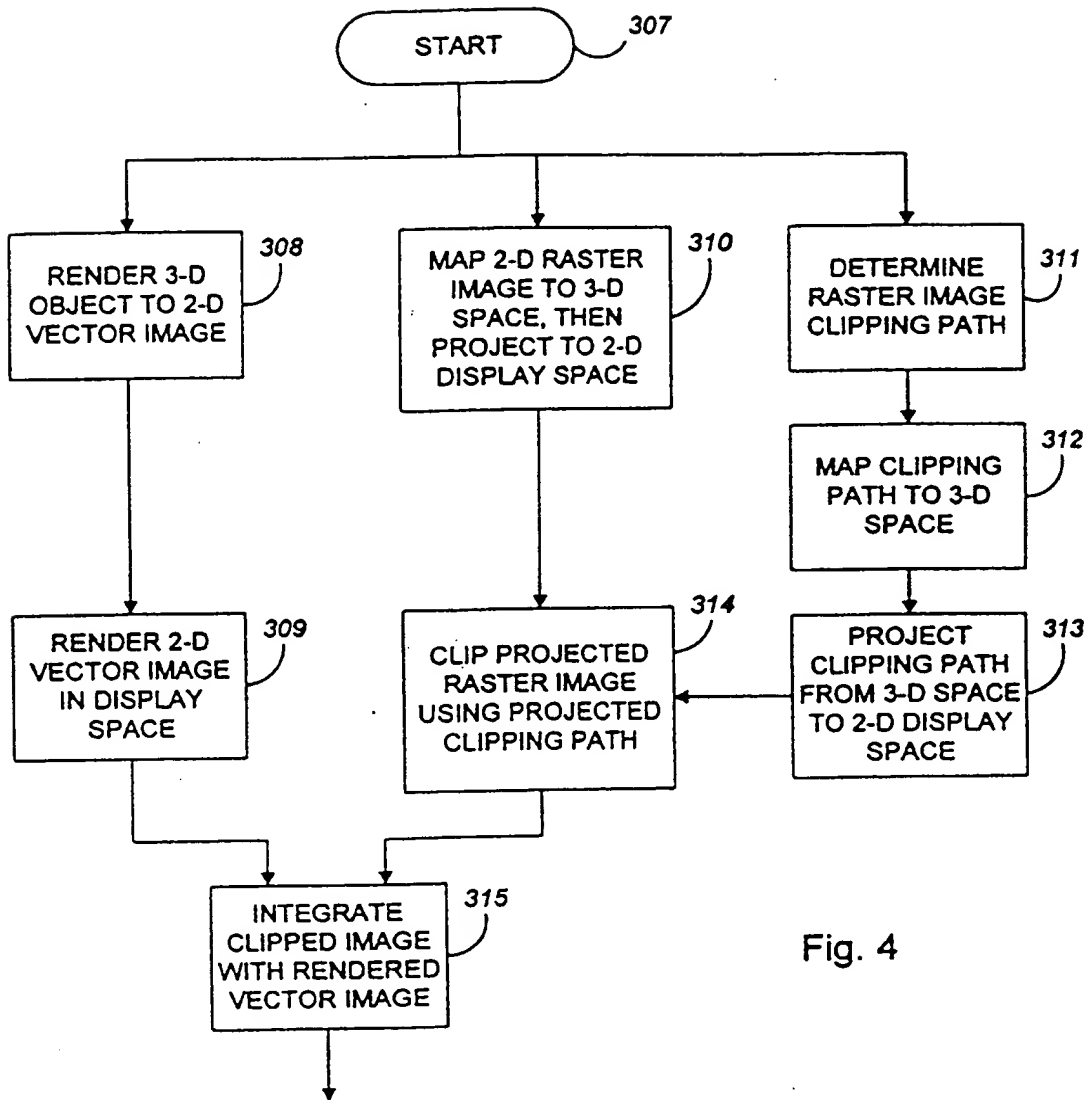 START
307
RENDER 3-D
OBJECT TO 2-D
VECTOR IMAGE
308
MAP 2-D RASTER
IMAGE TO 3-D
SPACE, THEN
PROJECT TO 2-D
DISPLAY SPACE
310
DETERMINE
RASTER IMAGE
CLIPPING PATH
311
MAP CLIPPING
PATH TO 3-D
SPACE
312
RENDER 2-D
VECTOR IMAGE
IN DISPLAY
SPACE
309
CLIP PROJECTED
RASTER IMAGE
USING PROJECTED
CLIPPING PATH
314
PROJECT
CLIPPING PATH
FROM 3-D SPACE
TO 2-D DISPLAY
SPACE
313
INTEGRATE
CLIPPED IMAGE
WITH RENDERED
VECTOR IMAGE
315
Fig. 4